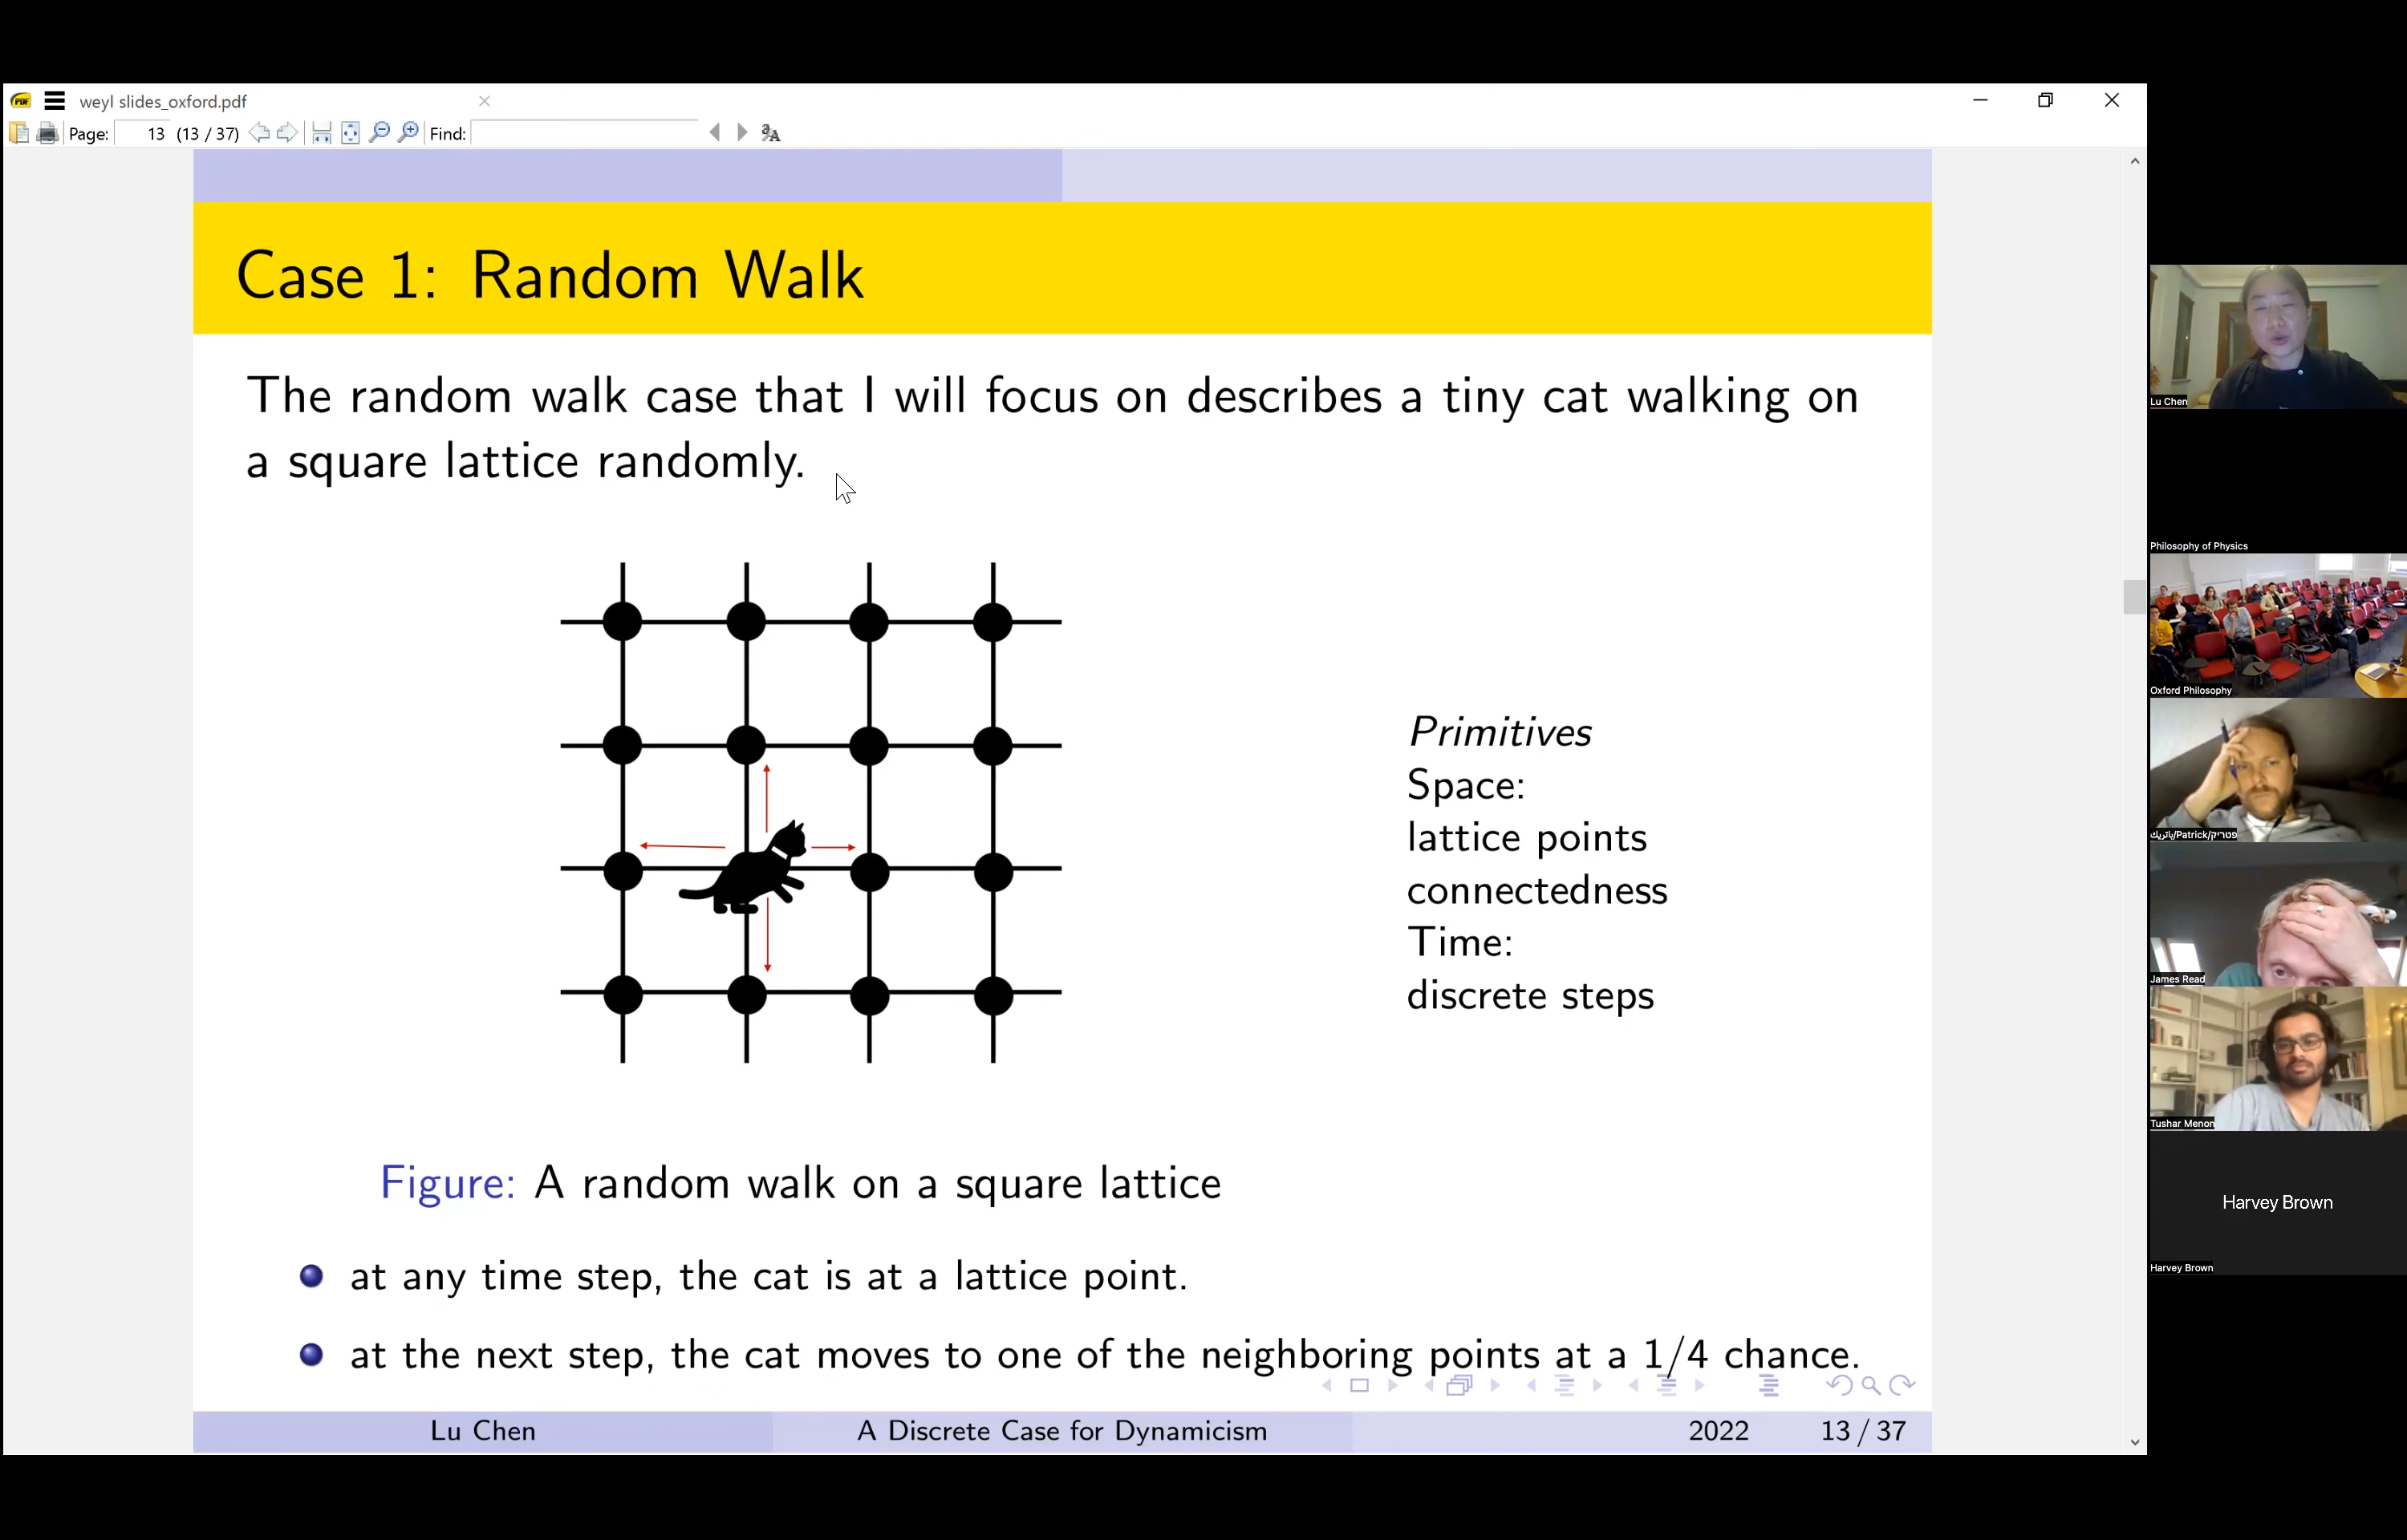 weyl slides_oxford.pdf
Page: 13 (13 / 37) Find:
Case 1: Random Walk
The random walk case that I will focus on describes a tiny cat walking on
a square lattice randomly.
Primitives
Space:
lattice points
connectedness
Time:
discrete steps
Figure: A random walk on a square lattice
at any time step, the cat is at a lattice point.
at the next step, the cat moves to one of the neighboring points at a 1/4 chance.
Lu Chen A Discrete Case for Dynamicism 2022 13 / 37
Lu Chen
Philosophy of Physics
Oxford Philosophy
باتريك/Patrick/פטריק
James Read
Tushar Menon
Harvey Brown
Harvey Brown